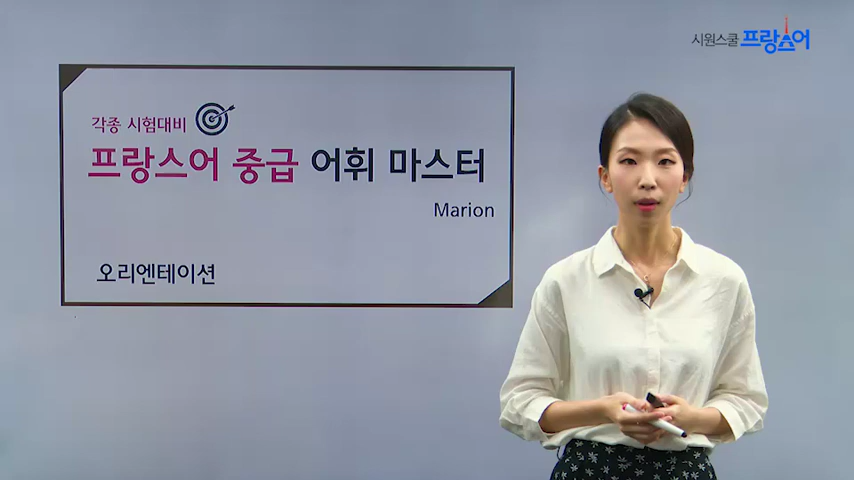 시원스쿨 프랑스어
각종 시험대비
프랑스어 중급 어휘 마스터
Marion
오리엔테이션